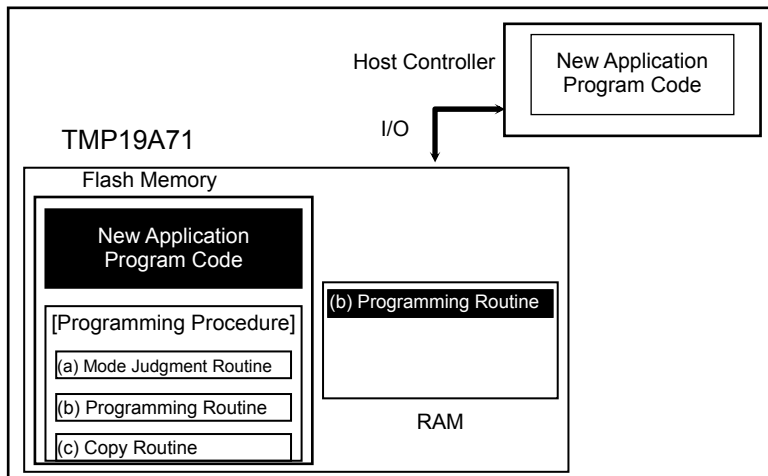 Host Controller
New Application
Program Code
I/O
TMP19A71
Flash Memory
New Application
Program Code
[Programming Procedure]
(a) Mode Judgment Routine
(b) Programming Routine
(c) Copy Routine
(b) Programming Routine
RAM